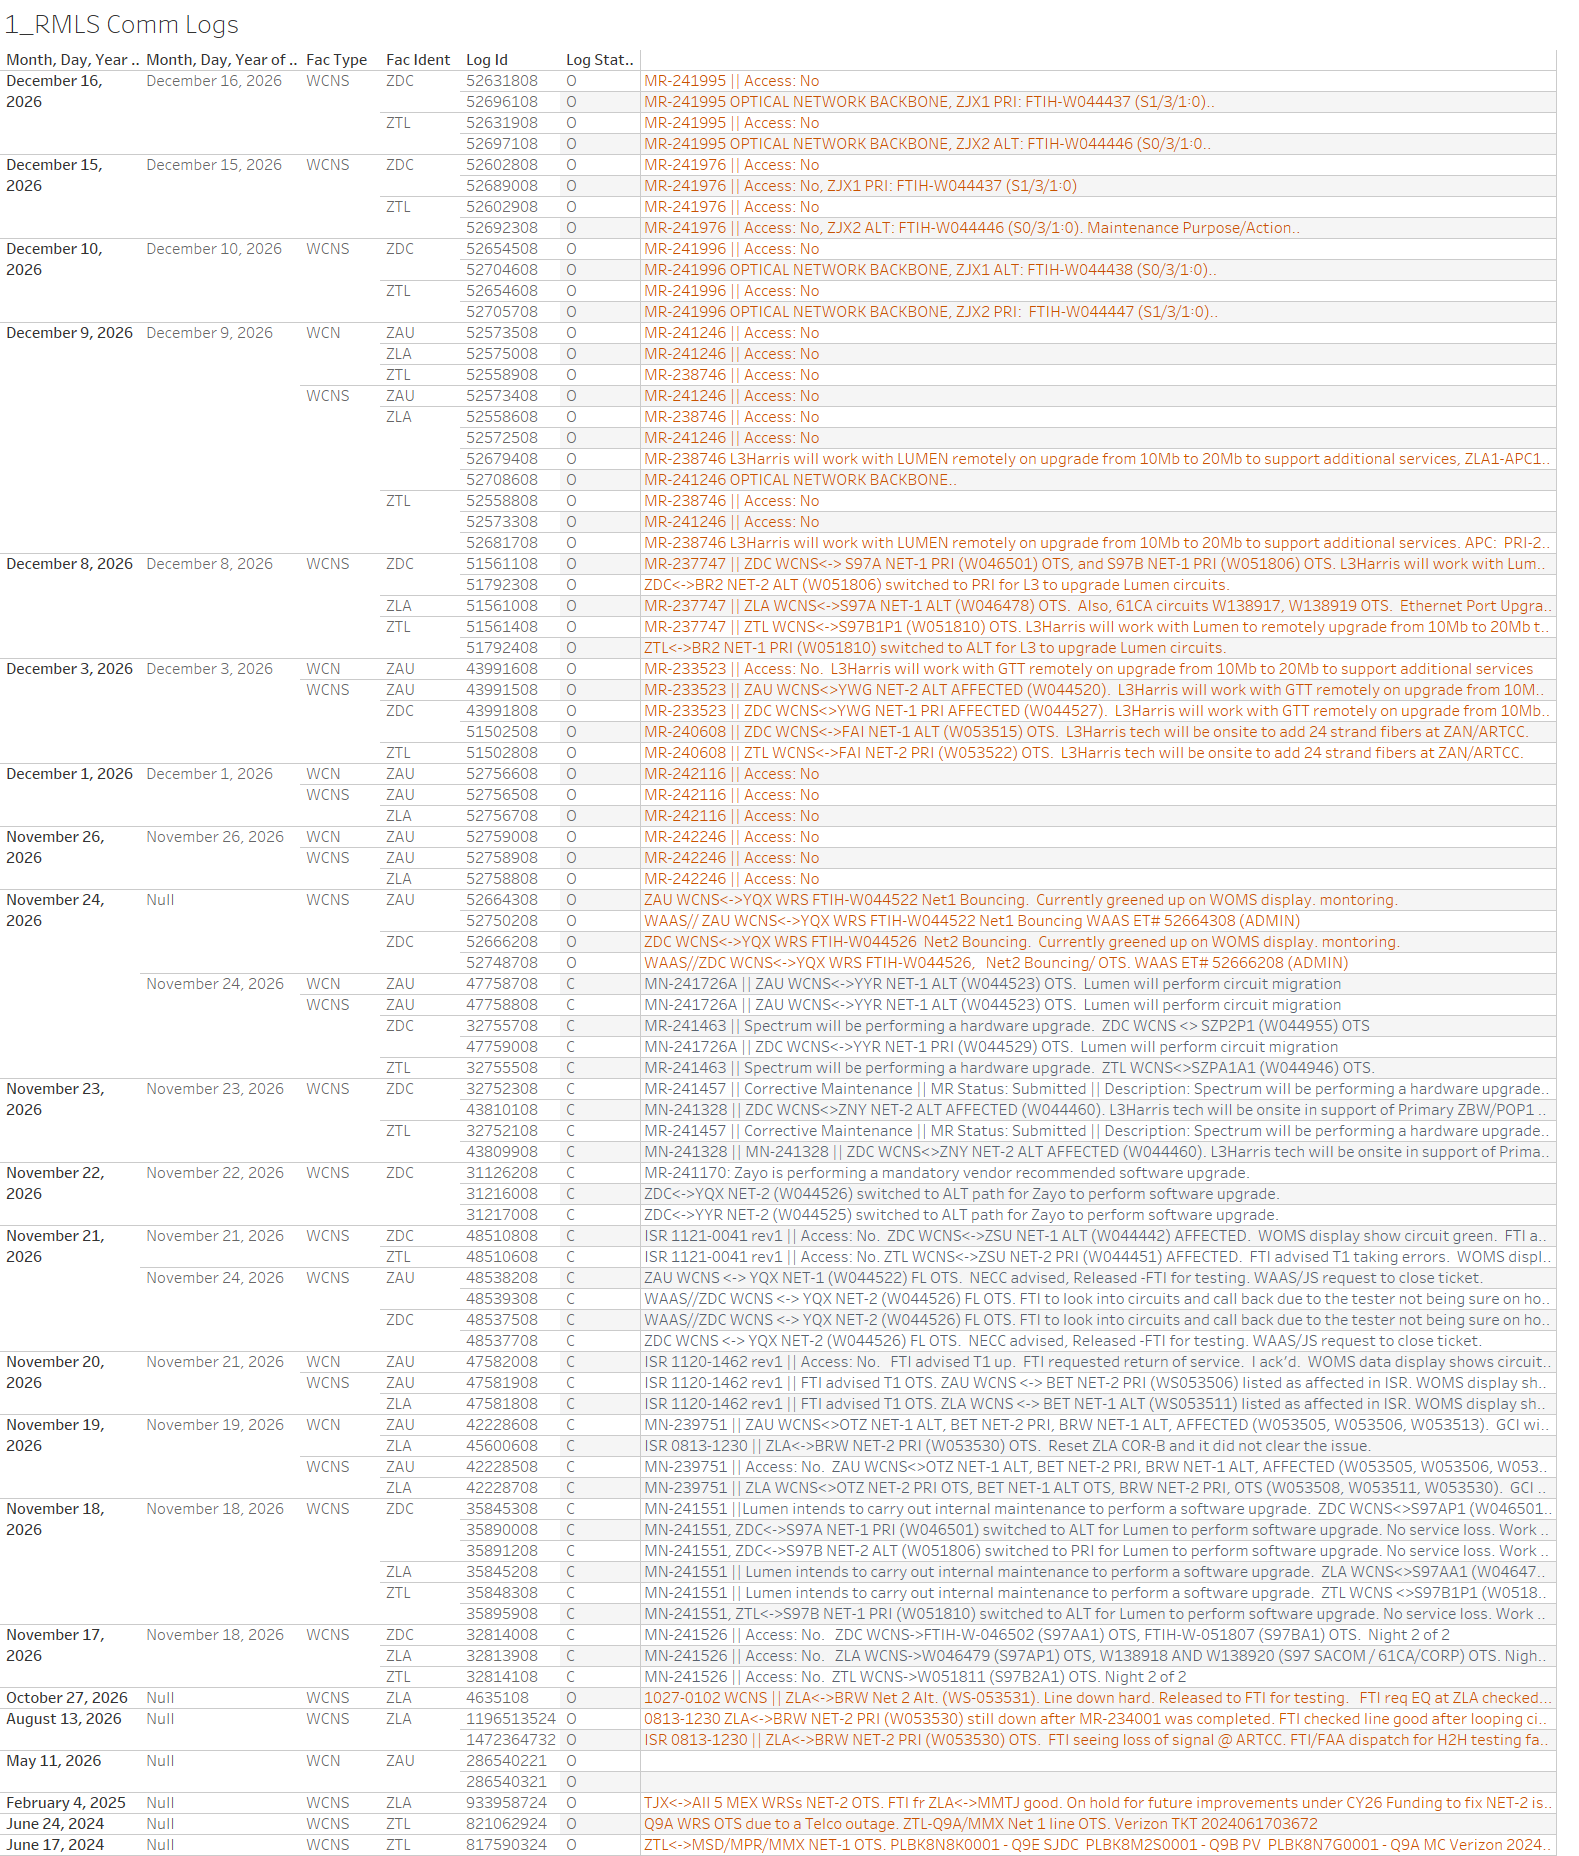 1_RMLS Comm Logs
Month, Day, Year .. Month, Day, Year of .. Fac Type Fac Ident Log Id Log Stat..
December 16, 2026 December 16, 2026 WCNS ZDC 52631808 O MR-241995 || Access: No
52696108 O MR-241995 OPTICAL NETWORK BACKBONE, ZJX1 PRI: FTIH-W044437 (S1/3/1:0)..
ZTL 52631908 O MR-241995 || Access: No
52697108 O MR-241995 OPTICAL NETWORK BACKBONE, ZJX2 ALT: FTIH-W044446 (S0/3/1:0..
December 15, 2026 December 15, 2026 WCNS ZDC 52602808 O MR-241976 || Access: No
52689008 O MR-241976 || Access: No, ZJX1 PRI: FTIH-W044437 (S1/3/1:0)
ZTL 52602908 O MR-241976 || Access: No
52692308 O MR-241976 || Access: No, ZJX2 ALT: FTIH-W044446 (S0/3/1:0). Maintenance Purpose/Action..
December 10, 2026 December 10, 2026 WCNS ZDC 52654508 O MR-241996 || Access: No
52704608 O MR-241996 OPTICAL NETWORK BACKBONE, ZJX1 ALT: FTIH-W044438 (S0/3/1:0)..
ZTL 52654608 O MR-241996 || Access: No
52705708 O MR-241996 OPTICAL NETWORK BACKBONE, ZJX2 PRI:  FTIH-W044447 (S1/3/1:0)..
December 9, 2026 December 9, 2026 WCN ZAU 52573508 O MR-241246 || Access: No
ZLA 52575008 O MR-241246 || Access: No
ZTL 52558908 O MR-238746 || Access: No
WCNS ZAU 52573408 O MR-241246 || Access: No
ZLA 52558608 O MR-238746 || Access: No
52572508 O MR-241246 || Access: No
52679408 O MR-238746 L3Harris will work with LUMEN remotely on upgrade from 10Mb to 20Mb to support additional services, ZLA1-APC1..
52708608 O MR-241246 OPTICAL NETWORK BACKBONE..
ZTL 52558808 O MR-238746 || Access: No
52573308 O MR-241246 || Access: No
52681708 O MR-238746 L3Harris will work with LUMEN remotely on upgrade from 10Mb to 20Mb to support additional services. APC:  PRI-2..
December 8, 2026 December 8, 2026 WCNS ZDC 51561108 O MR-237747 || ZDC WCNS<-> S97A NET-1 PRI (W046501) OTS, and S97B NET-1 PRI (W051806) OTS. L3Harris will work with Lum..
51792308 O ZDC<->BR2 NET-2 ALT (W051806) switched to PRI for L3 to upgrade Lumen circuits.
ZLA 51561008 O MR-237747 || ZLA WCNS<->S97A NET-1 ALT (W046478) OTS.  Also, 61CA circuits W138917, W138919 OTS.  Ethernet Port Upgra..
ZTL 51561408 O MR-237747 || ZTL WCNS<->S97B1P1 (W051810) OTS. L3Harris will work with Lumen to remotely upgrade from 10Mb to 20Mb t..
51792408 O ZTL<->BR2 NET-1 PRI (W051810) switched to ALT for L3 to upgrade Lumen circuits.
December 3, 2026 December 3, 2026 WCN ZAU 43991608 O MR-233523 || Access: No.  L3Harris will work with GTT remotely on upgrade from 10Mb to 20Mb to support additional services
WCNS ZAU 43991508 O MR-233523 || ZAU WCNS<>YWG NET-2 ALT AFFECTED (W044520).  L3Harris will work with GTT remotely on upgrade from 10M..
ZDC 43991808 O MR-233523 || ZDC WCNS<>YWG NET-1 PRI AFFECTED (W044527).  L3Harris will work with GTT remotely on upgrade from 10Mb..
51502508 O MR-240608 || ZDC WCNS<->FAI NET-1 ALT (W053515) OTS.  L3Harris tech will be onsite to add 24 strand fibers at ZAN/ARTCC.
ZTL 51502808 O MR-240608 || ZTL WCNS<->FAI NET-2 PRI (W053522) OTS.  L3Harris tech will be onsite to add 24 strand fibers at ZAN/ARTCC.
December 1, 2026 December 1, 2026 WCN ZAU 52756608 O MR-242116 || Access: No
WCNS ZAU 52756508 O MR-242116 || Access: No
ZLA 52756708 O MR-242116 || Access: No
November 26, 2026 November 26, 2026 WCN ZAU 52759008 O MR-242246 || Access: No
WCNS ZAU 52758908 O MR-242246 || Access: No
ZLA 52758808 O MR-242246 || Access: No
November 24, 2026 Null WCNS ZAU 52664308 O ZAU WCNS<->YQX WRS FTIH-W044522 Net1 Bouncing.  Currently greened up on WOMS display. montoring.
52750208 O WAAS// ZAU WCNS<->YQX WRS FTIH-W044522 Net1 Bouncing WAAS ET# 52664308 (ADMIN)
ZDC 52666208 O ZDC WCNS<->YQX WRS FTIH-W044526  Net2 Bouncing.  Currently greened up on WOMS display. montoring.
52748708 O WAAS//ZDC WCNS<->YQX WRS FTIH-W044526,   Net2 Bouncing/ OTS. WAAS ET# 52666208 (ADMIN)
November 24, 2026 WCN ZAU 47758708 C MN-241726A || ZAU WCNS<->YYR NET-1 ALT (W044523) OTS.  Lumen will perform circuit migration
WCNS ZAU 47758808 C MN-241726A || ZAU WCNS<->YYR NET-1 ALT (W044523) OTS.  Lumen will perform circuit migration
ZDC 32755708 C MR-241463 || Spectrum will be performing a hardware upgrade.  ZDC WCNS <> SZP2P1 (W044955) OTS
47759008 C MN-241726A || ZDC WCNS<->YYR NET-1 PRI (W044529) OTS.  Lumen will perform circuit migration
ZTL 32755508 C MR-241463 || Spectrum will be performing a hardware upgrade.  ZTL WCNS<>SZPA1A1 (W044946) OTS.
November 23, 2026 November 23, 2026 WCNS ZDC 32752308 C MR-241457 || Corrective Maintenance || MR Status: Submitted || Description: Spectrum will be performing a hardware upgrade..
43810108 C MN-241328 || ZDC WCNS<>ZNY NET-2 ALT AFFECTED (W044460). L3Harris tech will be onsite in support of Primary ZBW/POP1 ..
ZTL 32752108 C MR-241457 || Corrective Maintenance || MR Status: Submitted || Description: Spectrum will be performing a hardware upgrade..
43809908 C MN-241328 || MN-241328 || ZDC WCNS<>ZNY NET-2 ALT AFFECTED (W044460). L3Harris tech will be onsite in support of Prima..
November 22, 2026 November 22, 2026 WCNS ZDC 31126708 C MR-241170: Zayo is performing a mandatory vendor recommended software upgrade.
31216008 C ZDC<->YQX NET-2 (W044526) switched to ALT path for Zayo to perform software upgrade.
31217008 C ZDC<->YYR NET-2 (W044525) switched to ALT path for Zayo to perform software upgrade.
November 21, 2026 November 21, 2026 WCNS ZDC 48510808 C ISR 1121-0041 rev1 || Access: No. ZDC WCNS<->ZSU NET-1 ALT (W044442) AFFECTED.  WOMS display show circuit green.  FTI a..
ZTL 48510608 C ISR 1121-0041 rev1 || Access: No. ZTL WCNS<->ZSU NET-2 PRI (W044451) AFFECTED.  FTI advised T1 taking errors.  WOMS displ..
November 24, 2026 WCNS ZAU 48538208 C ZAU WCNS <-> YQX NET-1 (W044522) FL OTS.  NECC advised, Released -FTI for testing. WAAS/JS request to close ticket.
48539308 C WAAS//ZDC WCNS <-> YQX NET-2 (W044526) FL OTS. FTI to look into circuits and call back due to the tester not being sure on ho..
ZDC 48537508 C WAAS//ZDC WCNS <-> YQX NET-2 (W044526) FL OTS. FTI to look into circuits and call back due to the tester not being sure on ho..
48537708 C ZDC WCNS <-> YQX NET-2 (W044526) FL OTS.  NECC advised, Released -FTI for testing. WAAS/JS request to close ticket.
November 20, 2026 November 21, 2026 WCN ZAU 47582008 C ISR 1120-1462 rev1 || Access: No.  FTI advised T1 up.  FTI requested return of service.  I ack'd.  WOMS data display shows circuit..
WCNS ZAU 47581908 C ISR 1120-1462 rev1 || FTI advised T1 OTS. ZAU WCNS <-> BET NET-2 PRI (WS053506) listed as affected in ISR. WOMS display sh..
ZLA 47581808 C ISR 1120-1462 rev1 || FTI advised T1 OTS. ZLA WCNS <-> BET NET-1 ALT (WS053511) listed as affected in ISR. WOMS display sh..
November 19, 2026 November 19, 2026 WCN ZAU 42228608 C MN-239751 || ZAU WCNS<>OTZ NET-1 ALT, BET NET-2 PRI, BRW NET-1 ALT, AFFECTED (W053505, W053506, W053513).  GCI wi..
ZLA 45600608 C ISR 0813-1230 || ZLA<->BRW NET-2 PRI (W053530) OTS.  Reset ZLA COR-B and it did not clear the issue.
WCNS ZAU 42228508 C MN-239751 || Access: No.  ZAU WCNS<>OTZ NET-1 ALT, BET NET-2 PRI, BRW NET-1 ALT, AFFECTED (W053505, W053506, W053..
ZLA 42228708 C MN-239751 || ZLA WCNS<>OTZ NET-2 PRI OTS, BET NET-1 ALT OTS, BRW NET-2 PRI, OTS (W053508, W053511, W053530).  GCI ..
November 18, 2026 November 18, 2026 WCNS ZDC 35845308 C MN-241551 ||Lumen intends to carry out internal maintenance to perform a software upgrade.  ZDC WCNS<>S97AP1 (W046501..
35890008 C MN-241551, ZDC<->S97A NET-1 PRI (W046501) switched to ALT for Lumen to perform software upgrade. No service loss. Work ..
35891208 C MN-241551, ZDC<->S97B NET-2 ALT (W051806) switched to PRI for Lumen to perform software upgrade. No service loss. Work ..
ZLA 35845208 C MN-241551 || Lumen intends to carry out internal maintenance to perform a software upgrade.  ZLA WCNS<>S97AA1 (W04647..
ZTL 35848308 C MN-241551 || Lumen intends to carry out internal maintenance to perform a software upgrade.  ZTL WCNS <>S97B1P1 (W0518..
35895908 C MN-241551, ZTL<->S97B NET-1 PRI (W051810) switched to ALT for Lumen to perform software upgrade. No service loss. Work ..
November 17, 2026 November 18, 2026 WCNS ZDC 32814008 C MN-241526 || Access: No.   ZDC WCNS->FTIH-W-046502 (S97AA1) OTS, FTIH-W-051807 (S97BA1) OTS.  Night 2 of 2
ZLA 32813908 C MN-241526 || Access: No.   ZLA WCNS->W046479 (S97AP1) OTS, W138918 AND W138920 (S97 SACOM / 61CA/CORP) OTS. Nigh..
ZTL 32814108 C MN-241526 || Access: No.  ZTL WCNS->W051811 (S97B2A1) OTS. Night 2 of 2
October 27, 2026 Null WCNS ZLA 4635108 O 1027-0102 WCNS || ZLA<->BRW Net 2 Alt. (WS-053531). Line down hard. Released to FTI for testing.   FTI req EQ at ZLA checked...
August 13, 2026 Null WCNS ZLA 1196513524 O 0813-1230 ZLA<->BRW NET-2 PRI (W053530) still down after MR-234001 was completed. FTI checked line good after looping ci..
1472364732 O ISR 0813-1230 || ZLA<->BRW NET-2 PRI (W053530) OTS.  FTI seeing loss of signal @ ARTCC. FTI/FAA dispatch for H2H testing fa..
May 11, 2026 Null WCN ZAU 286540221 O
286540321 O
February 4, 2025 Null WCNS ZLA 933958724 O TJX<->All 5 MEX WRSs NET-2 OTS. FTI fr ZLA<->MMTJ good. On hold for future improvements under CY26 Funding to fix NET-2 is..
June 24, 2024 Null WCNS ZTL 821062924 O Q9A WRS OTS due to a Telco outage. ZTL-Q9A/MMX Net 1 line OTS. Verizon TKT 2024061703672
June 17, 2024 Null WCNS ZTL 817590324 O ZTL<->MSD/MPR/MMX NET-1 OTS. PLBK8N8K0001 - Q9E SJDC  PLBK8M2S0001 - Q9B PV  PLBK8N7G0001 - Q9A MC Verizon 2024..